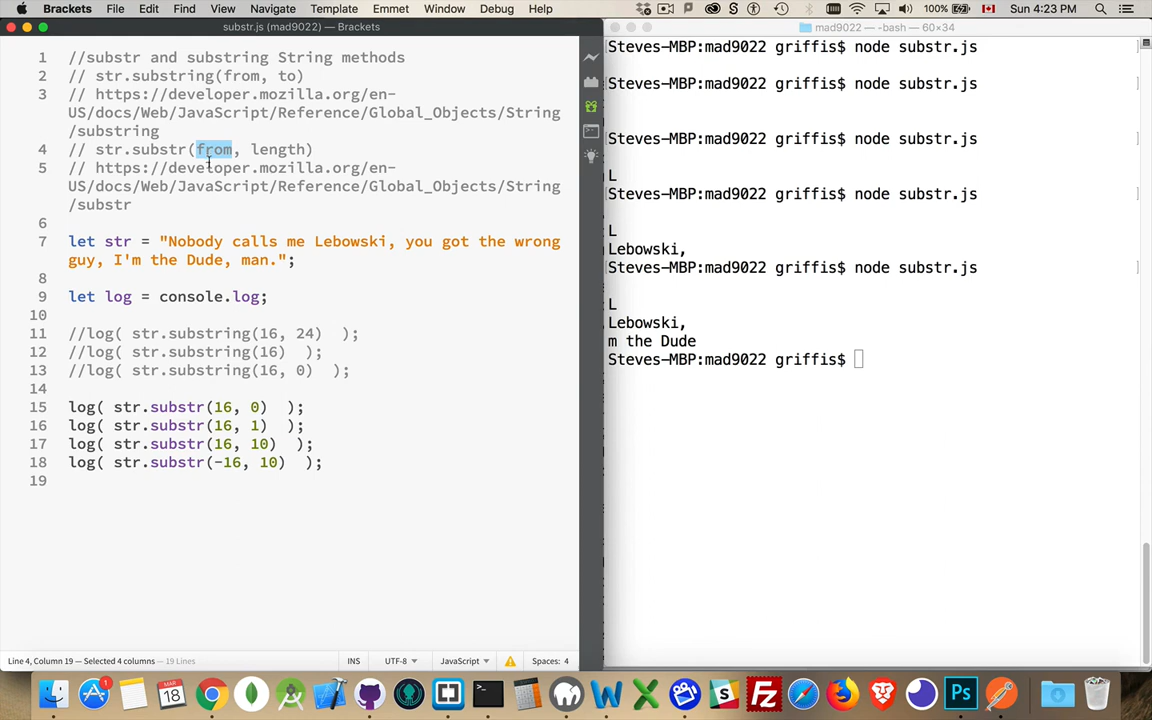 Brackets File Edit Find View Navigate Template Emmet Window Debug Help 100% Sun 4:23 PM
substr.js (mad9022) — Brackets
mad9022 — -bash — 60×34
1 //substr and substring String methods
2 // str.substring(from, to)
3 // https://developer.mozilla.org/en-
US/docs/Web/JavaScript/Reference/Global_Objects/String
/substring
4 // str.substr(from, length)
5 // https://developer.mozilla.org/en-
US/docs/Web/JavaScript/Reference/Global_Objects/String
/substr
6
7 let str = "Nobody calls me Lebowski, you got the wrong
guy, I'm the Dude, man.";
8
9 let log = console.log;
10
11 //log( str.substring(16, 24)  );
12 //log( str.substring(16)  );
13 //log( str.substring(16, 0)  );
14
15 log( str.substr(16, 0)  );
16 log( str.substr(16, 1)  );
17 log( str.substr(16, 10)  );
18 log( str.substr(-16, 10)  );
19
Steves-MBP:mad9022 griffis$ node substr.js
Steves-MBP:mad9022 griffis$ node substr.js
Steves-MBP:mad9022 griffis$ node substr.js
L
Steves-MBP:mad9022 griffis$ node substr.js
L
Lebowski,
Steves-MBP:mad9022 griffis$ node substr.js
L
Lebowski,
m the Dude
Steves-MBP:mad9022 griffis$
Line 4, Column 19 — Selected 4 columns — 19 Lines INS UTF-8 JavaScript Spaces: 4
1
18